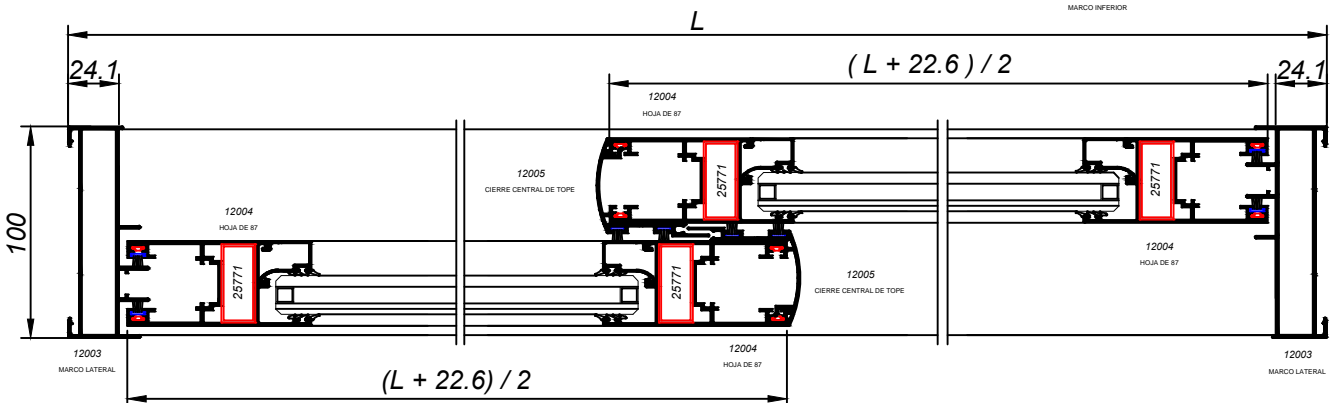 MARCO INFERIOR
L
24.1
( L + 22.6 ) / 2
24.1
12004
HOJA DE 87
100
12005
CIERRE CENTRAL DE TOPE
25771
25771
12004
HOJA DE 87
12004
HOJA DE 87
25771
25771
12005
CIERRE CENTRAL DE TOPE
12003
MARCO LATERAL
12004
HOJA DE 87
12003
MARCO LATERAL
(L + 22.6) / 2